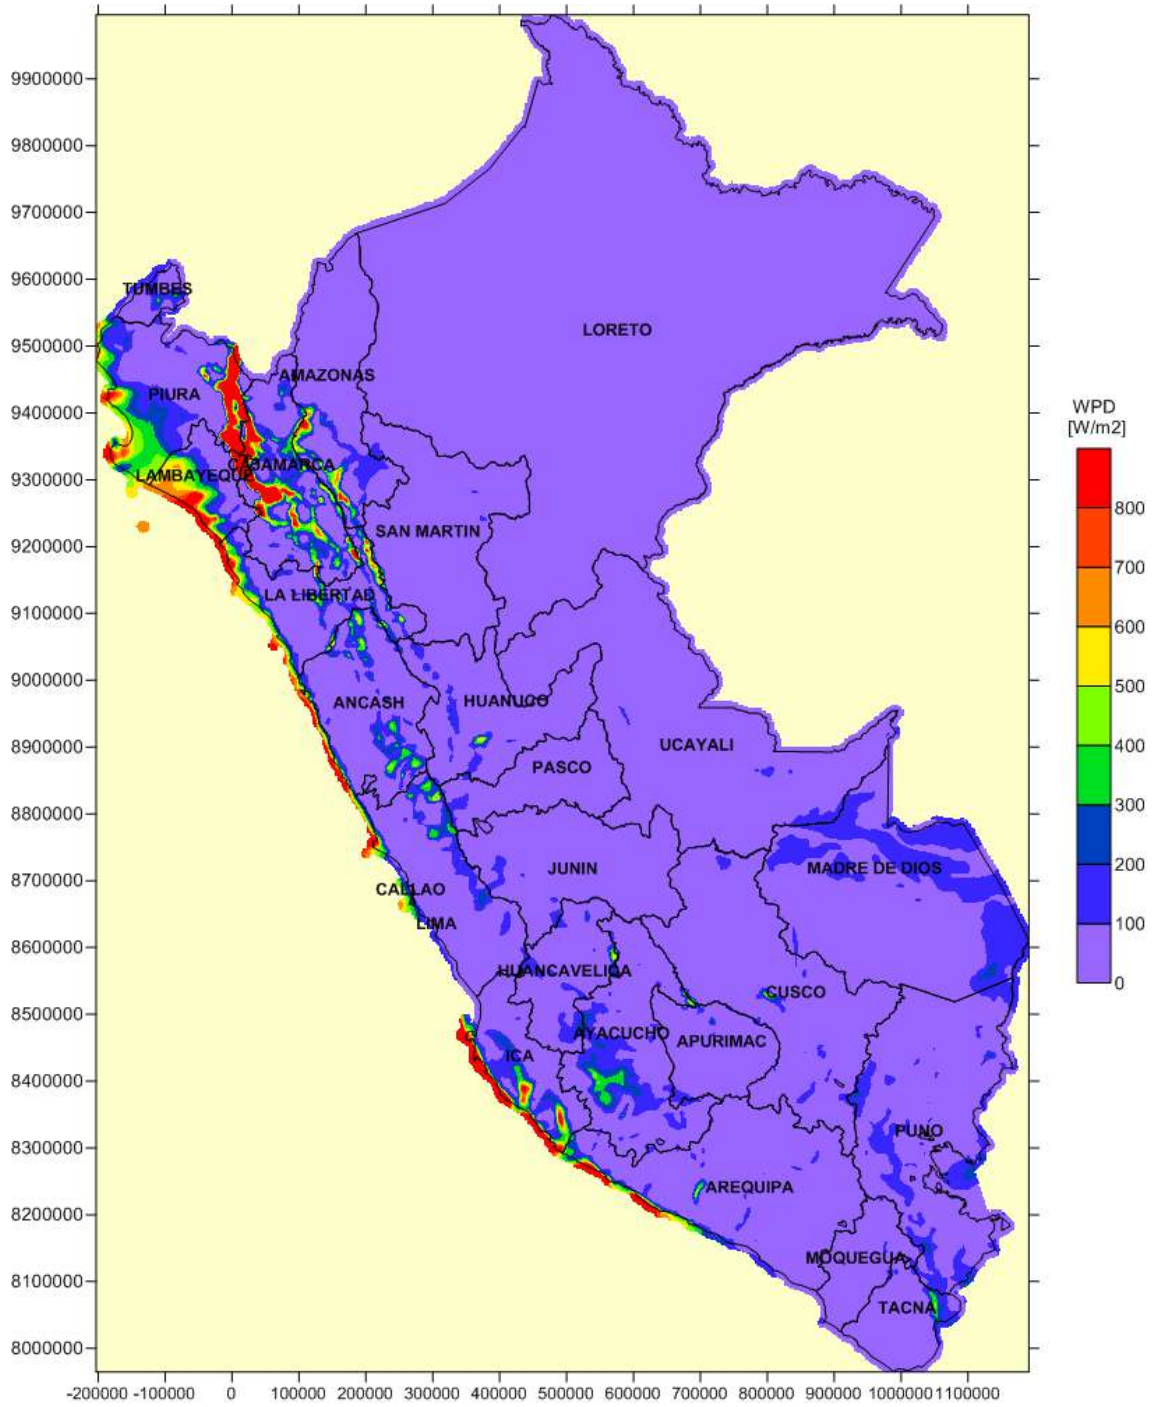 9900000
9800000
9700000
9600000
9500000
9400000
9300000
9200000
9100000
9000000
8900000
8800000
8700000
8600000
8500000
8400000
8300000
8200000
8100000
8000000
TUMBES
LORETO
AMAZONAS
PIURA
CAJAMARCA
LAMBAYEQUE
SAN MARTIN
LA LIBERTAD
ANCASH
HUANUCO
UCAYALI
PASCO
JUNIN
MADRE DE DIOS
CALLAO
LIMA
HUANCAVELICA
CUSCO
AYACUCHO
APURIMAC
ICA
PUNO
AREQUIPA
MOQUEGUA
TACNA
WPD
[W/m2]
800
700
600
500
400
300
200
100
0
-200000 -100000 0 100000 200000 300000 400000 500000 600000 700000 800000 900000 1000000 1100000